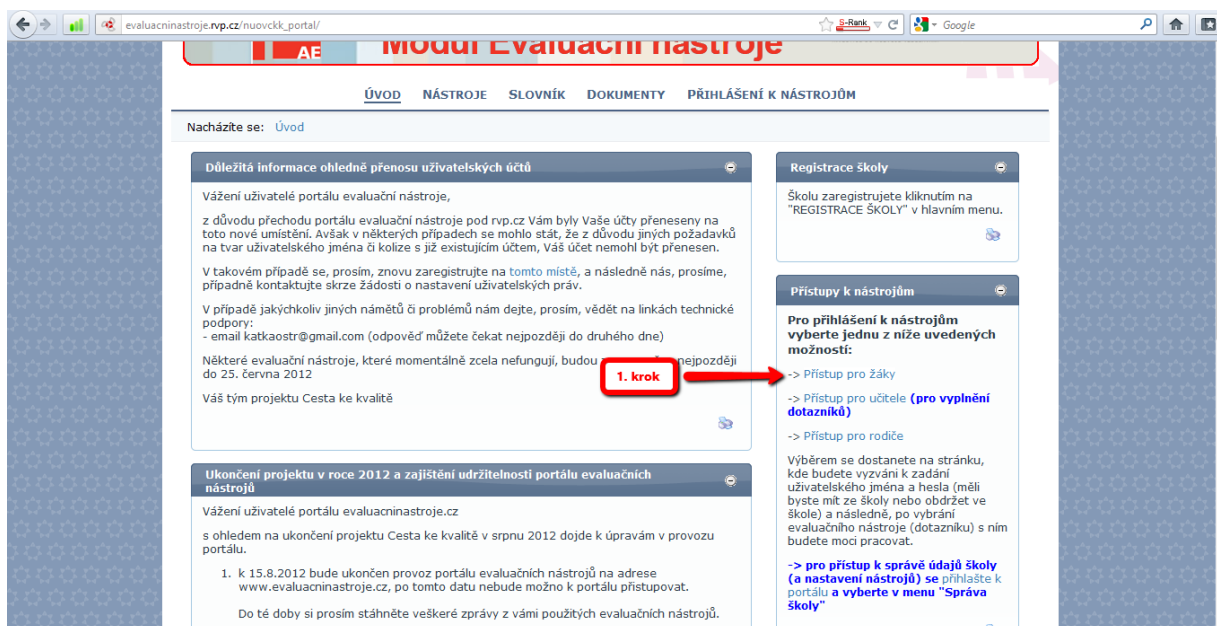 evaluacninastroje.rvp.cz/nuovckk_portal/
S-Rank
Google
AE
Modul Evaluační nástroje
ÚVOD NÁSTROJE SLOVNÍK DOKUMENTY PŘIHLÁŠENÍ K NÁSTROJŮM
Nacházíte se: Úvod
Důležitá informace ohledně přenosu uživatelských účtů
Vážení uživatelé portálu evaluační nástroje,
z důvodu přechodu portálu evaluační nástroje pod rvp.cz Vám byly Vaše účty přeneseny na
toto nové umístění. Avšak v některých případech se mohlo stát, že z důvodu jiných požadavků
na tvar uživatelského jména či kolize s již existujícím účtem, Váš účet nemohl být přenesen.
V takovém případě se, prosím, znovu zaregistrujte na tomto místě, a následně nás, prosíme,
případně kontaktujte skrze žádosti o nastavení uživatelských práv.
V případě jakýchkoliv jiných námětů či problémů nám dejte, prosím, vědět na linkách technické
podpory:
- email katkaostr@gmail.com (odpověď můžete čekat nejpozději do druhého dne)
Některé evaluační nástroje, které momentálně zcela nefungují, budou nejpozději
do 25. června 2012
Váš tým projektu Cesta ke kvalitě
1. krok
Ukončení projektu v roce 2012 a zajištění udržitelnosti portálu evaluačních
nástrojů
Vážení uživatelé portálu evaluacninastroje.cz
s ohledem na ukončení projektu Cesta ke kvalitě v srpnu 2012 dojde k úpravám v provozu
portálu.
1. k 15.8.2012 bude ukončen provoz portálu evaluačních nástrojů na adrese
www.evaluacninastroje.cz, po tomto datu nebude možno k portálu přistupovat.
Do té doby si prosím stáhněte veškeré zprávy z vámi použitých evaluačních nástrojů.
Registrace školy
Školu zaregistrujete kliknutím na
"REGISTRACE ŠKOLY" v hlavním menu.
Přístupy k nástrojům
Pro přihlášení k nástrojům
vyberte jednu z níže uvedených
možností:
-> Přístup pro žáky
-> Přístup pro učitele (pro vyplnění
dotazníků)
-> Přístup pro rodiče
Výběrem se dostanete na stránku,
kde budete vyzváni k zadání
uživatelského jména a hesla (měli
byste mít ze školy nebo obdržet ve
škole) a následně, po vybrání
evaluačního nástroje (dotazníku) s ním
budete moci pracovat.
-> pro přístup k správě údajů školy
(a nastavení nástrojů) se přihlašte k
portálu a vyberte v menu "Správa
školy"